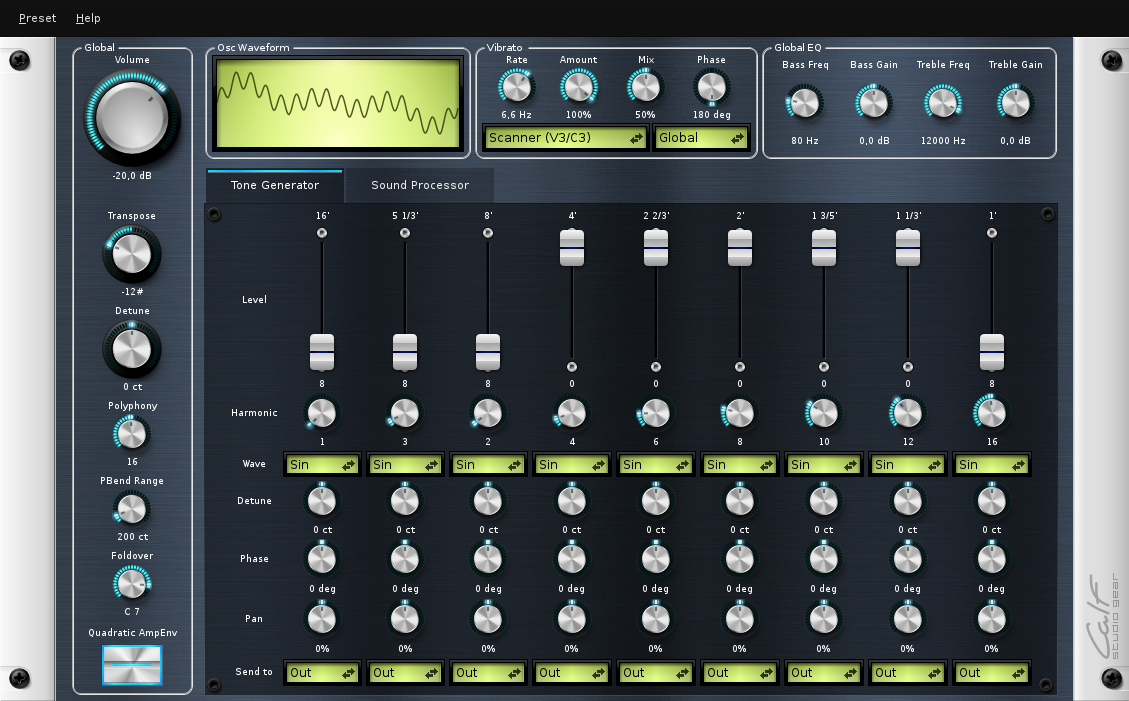 Preset Help
Global
Volume
-20,0 dB
Transpose
-12#
Detune
0 ct
Polyphony
16
PBend Range
200 ct
Foldover
C 7
Quadratic AmpEnv
Osc Waveform
Vibrato
Rate Amount Mix Phase
6,6 Hz 100% 50% 180 deg
Scanner (V3/C3) Global
Global EQ
Bass Freq Bass Gain Treble Freq Treble Gain
80 Hz 0,0 dB 12000 Hz 0,0 dB
Tone Generator Sound Processor
16' 5 1/3' 8' 4' 2 2/3' 2' 1 3/5' 1 1/3' 1'
Level
8 8 8 0 0 0 0 0 8
Harmonic
1 3 2 4 6 8 10 12 16
Wave Sin Sin Sin Sin Sin Sin Sin Sin Sin
Detune
0 ct 0 ct 0 ct 0 ct 0 ct 0 ct 0 ct 0 ct 0 ct
Phase
0 deg 0 deg 0 deg 0 deg 0 deg 0 deg 0 deg 0 deg 0 deg
Pan
0% 0% 0% 0% 0% 0% 0% 0% 0%
Send to Out Out Out Out Out Out Out Out Out
Calf
studio gear